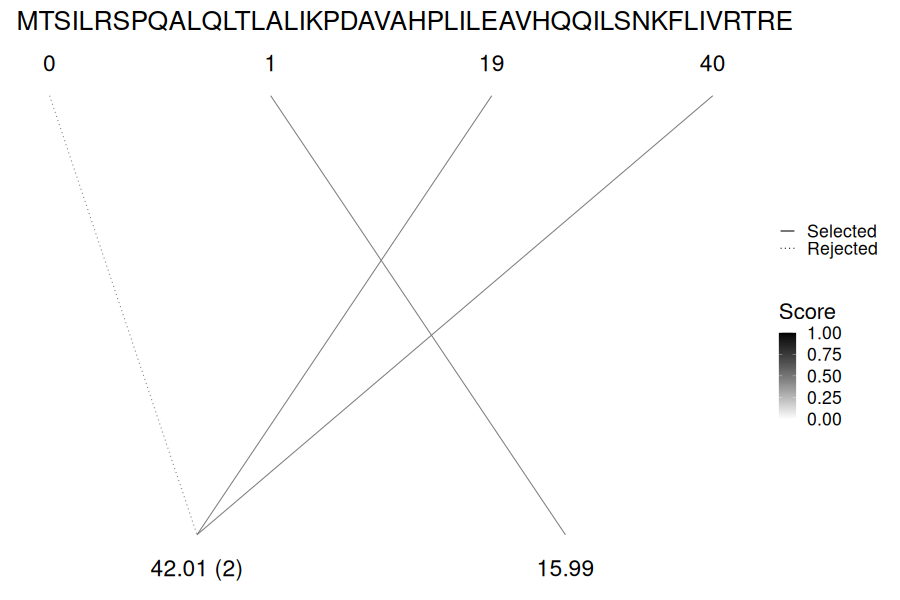 MTSILRSPQALQLTLALIKPDAVAHPLILEAVHQQILSNKFLIVRTRE
0 1 19 40
Selected
Rejected
Score
1.00
0.75
0.50
0.25
0.00
42.01 (2) 15.99